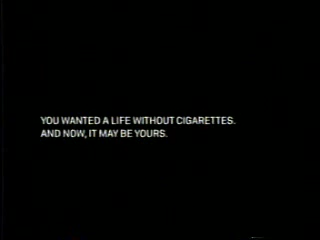 YOU WANTED A LIFE WITHOUT CIGARETTES.
AND NOW, IT MAY BE YOURS.